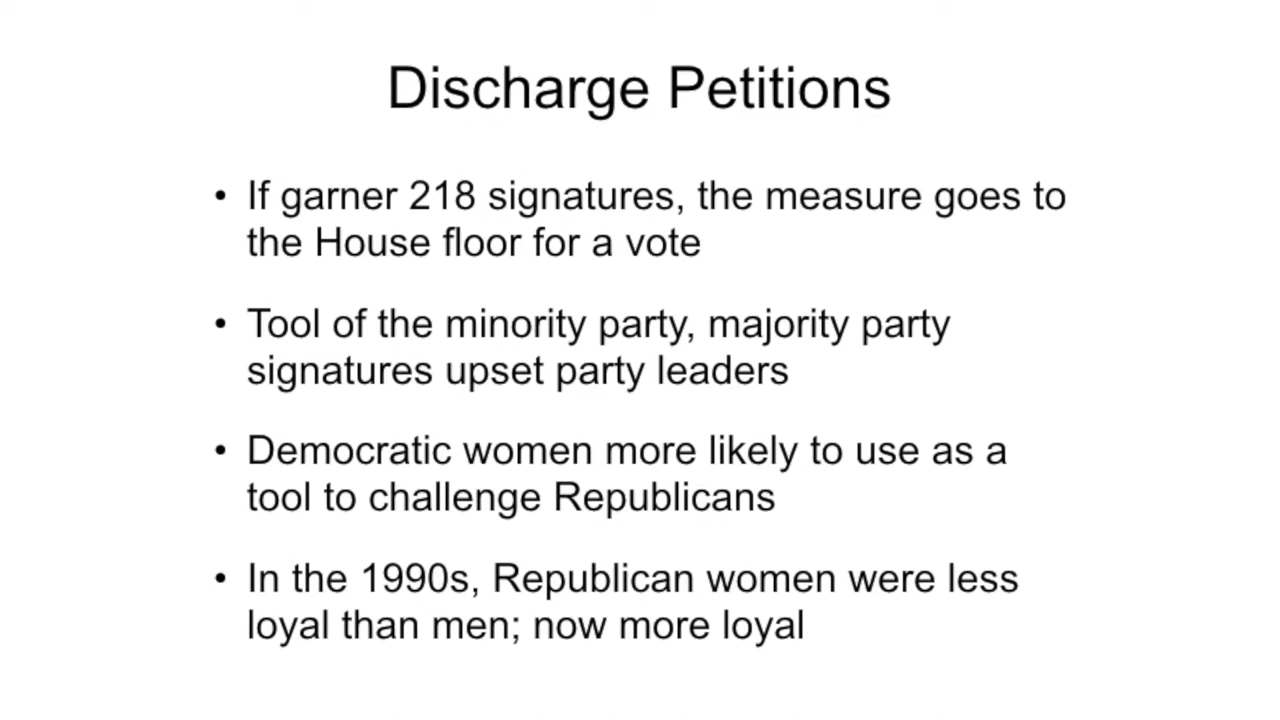 Discharge Petitions
• If garner 218 signatures, the measure goes to
the House floor for a vote
• Tool of the minority party, majority party
signatures upset party leaders
• Democratic women more likely to use as a
tool to challenge Republicans
• In the 1990s, Republican women were less
loyal than men; now more loyal